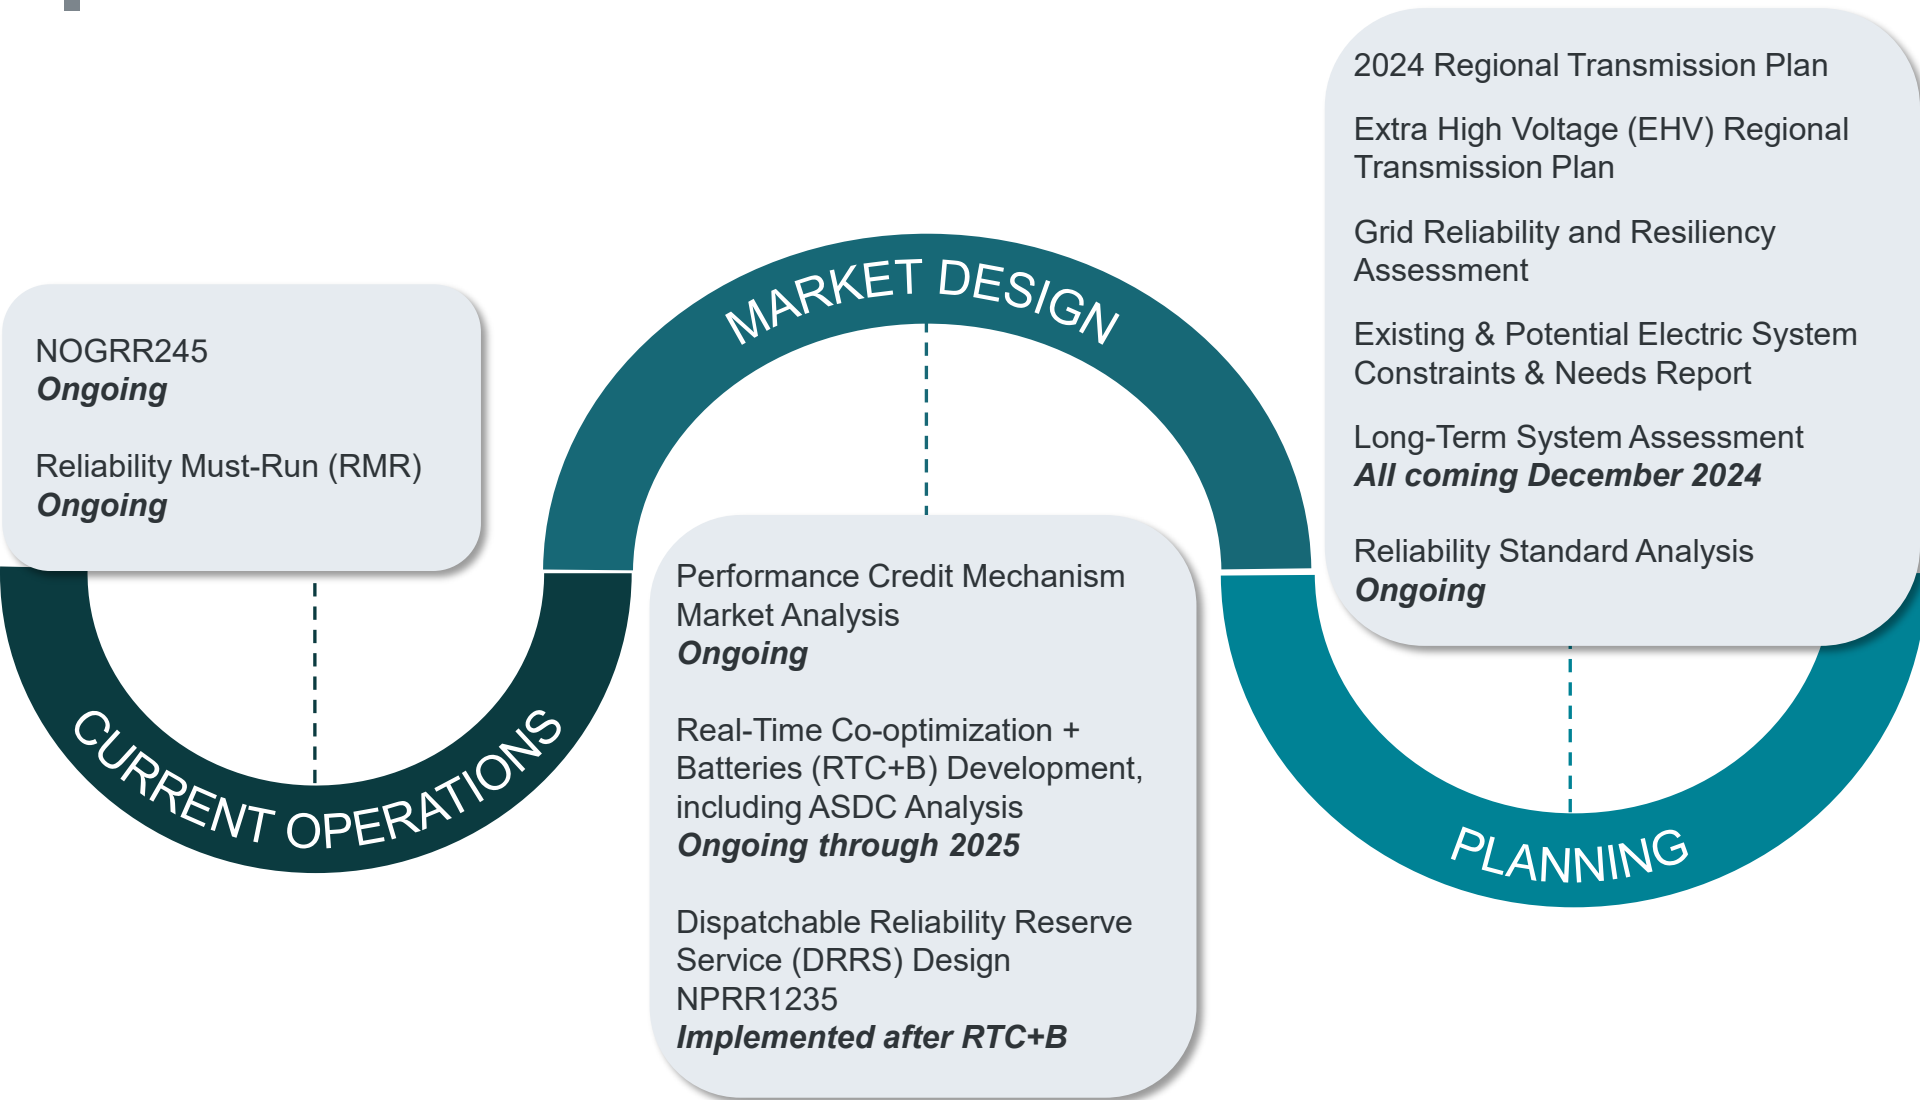 NOGRR245
Ongoing
Reliability Must-Run (RMR)
Ongoing
CURRENT OPERATIONS
MARKET DESIGN
Performance Credit Mechanism
Market Analysis
Ongoing
Real-Time Co-optimization +
Batteries (RTC+B) Development,
including ASDC Analysis
Ongoing through 2025
Dispatchable Reliability Reserve
Service (DRRS) Design
NPRR1235
Implemented after RTC+B
2024 Regional Transmission Plan
Extra High Voltage (EHV) Regional
Transmission Plan
Grid Reliability and Resiliency
Assessment
Existing & Potential Electric System
Constraints & Needs Report
Long-Term System Assessment
All coming December 2024
Reliability Standard Analysis
Ongoing
PLANNING